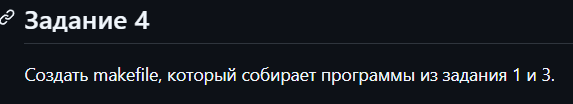 Задание 4
Создать makefile, который собирает программы из задания 1 и 3.